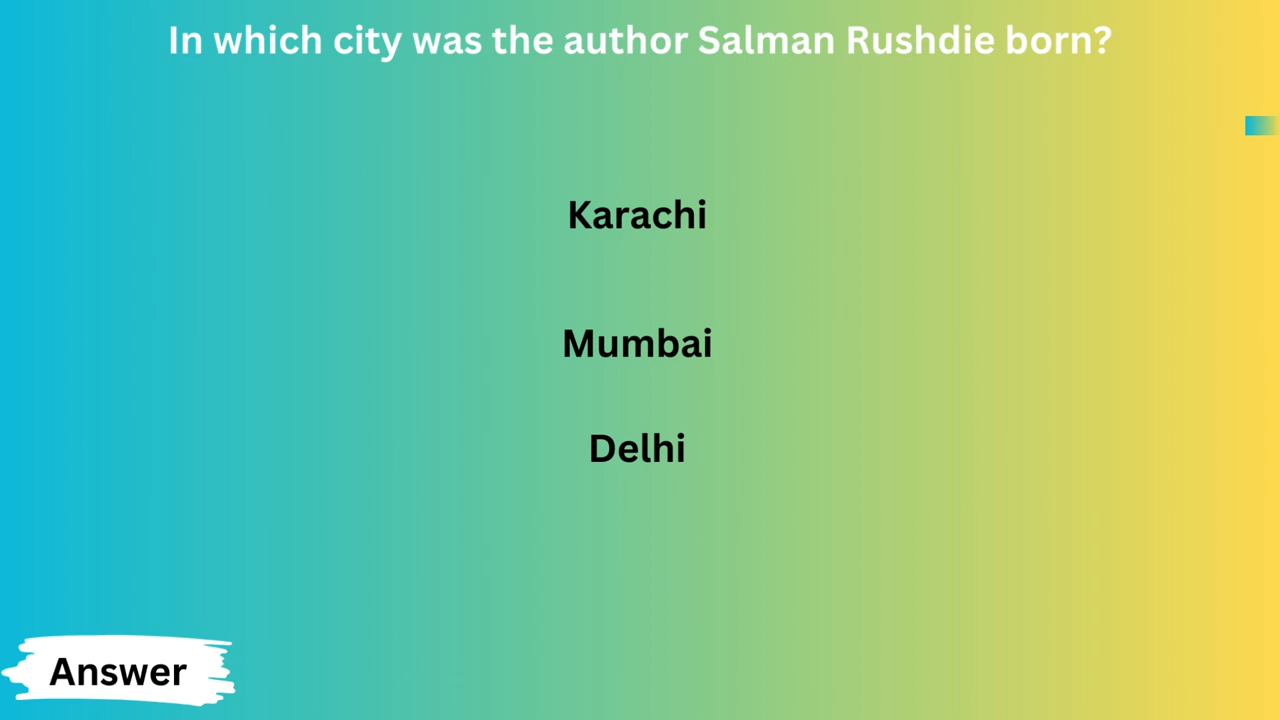 In which city was the author Salman Rushdie born?
Karachi
Mumbai
Delhi
Answer